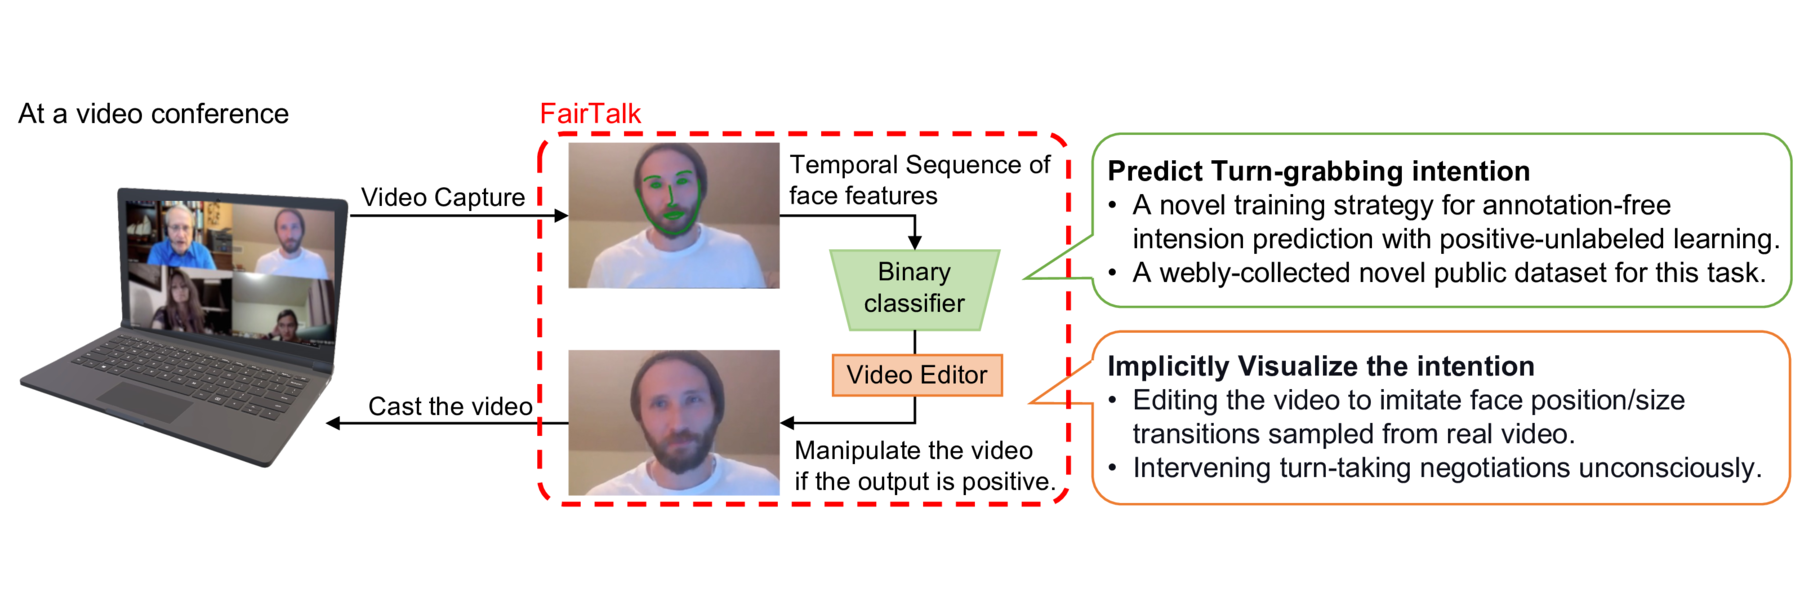 At a video conference
FairTalk
Video Capture
Temporal Sequence of
face features
Binary
classifier
Video Editor
Cast the video
Manipulate the video
if the output is positive.
Predict Turn-grabbing intention
• A novel training strategy for annotation-free
intension prediction with positive-unlabeled learning.
• A webly-collected novel public dataset for this task.
Implicitly Visualize the intention
• Editing the video to imitate face position/size
transitions sampled from real video.
• Intervening turn-taking negotiations unconsciously.